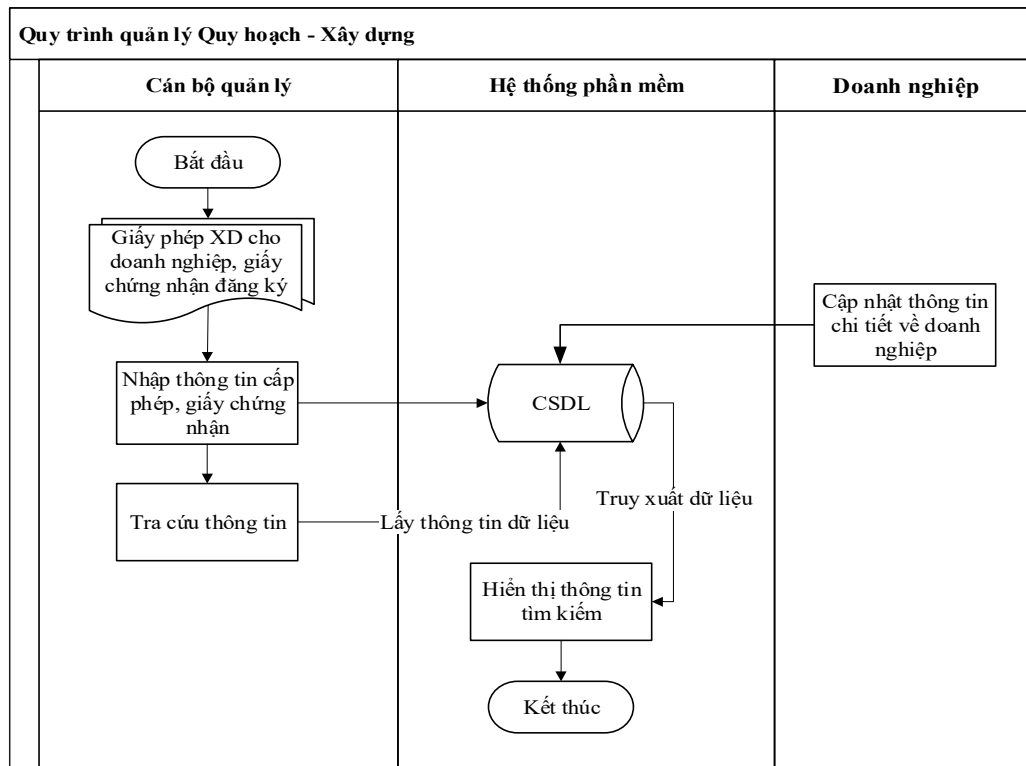 Quy trình quản lý Quy hoạch - Xây dựng
Cán bộ quản lý
Hệ thống phần mềm
Doanh nghiệp
Bắt đầu
Giấy phép XD cho
doanh nghiệp, giấy
chứng nhận đăng ký
Cập nhật thông tin
chi tiết về doanh
nghiệp
Nhập thông tin cấp
phép, giấy chứng
nhận
CSDL
Tra cứu thông tin
Lấy thông tin dữ liệu
Truy xuất dữ liệu
Hiển thị thông tin
tìm kiếm
Kết thúc